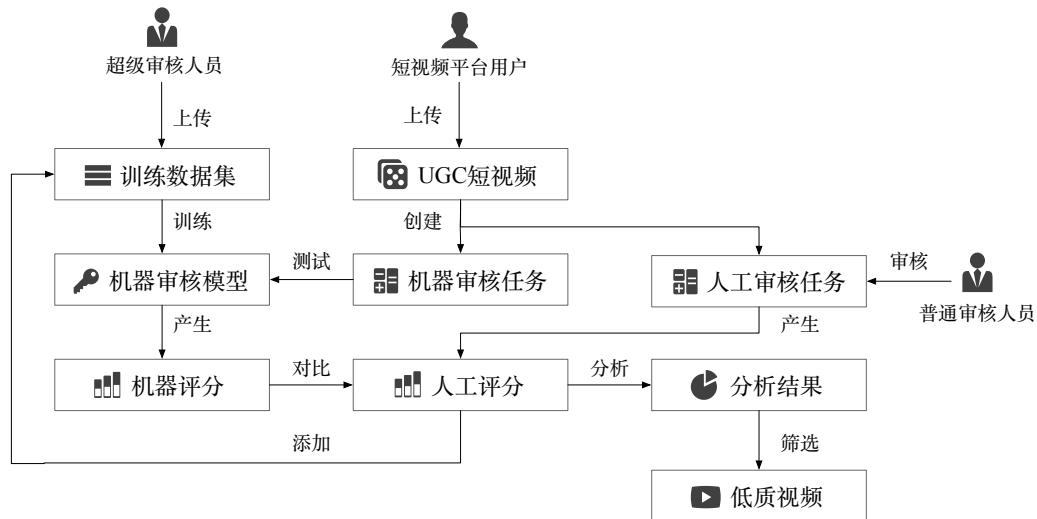 超级审核人员
短视频平台用户
上传
上传
训练数据集
UGC短视频
训练
创建
测试
审核
机器审核模型
机器审核任务
人工审核任务
普通审核人员
产生
产生
对比
分析
机器评分
人工评分
分析结果
添加
筛选
低质视频